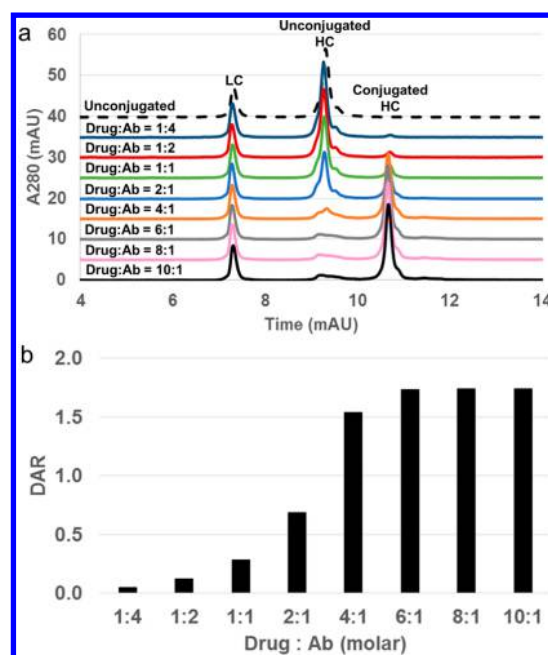 a
60
50
40
30
20
10
0
A280 (mAU)
Unconjugated
HC
LC
Conjugated
HC
Unconjugated
Drug:Ab = 1:4
Drug:Ab = 1:2
Drug:Ab = 1:1
Drug:Ab = 2:1
Drug:Ab = 4:1
Drug:Ab = 6:1
Drug:Ab = 8:1
Drug:Ab = 10:1
4 6 8 10 12 14
Time (mAU)
b
2.0
1.5
1.0
0.5
0.0
DAR
1:4 1:2 1:1 2:1 4:1 6:1 8:1 10:1
Drug : Ab (molar)